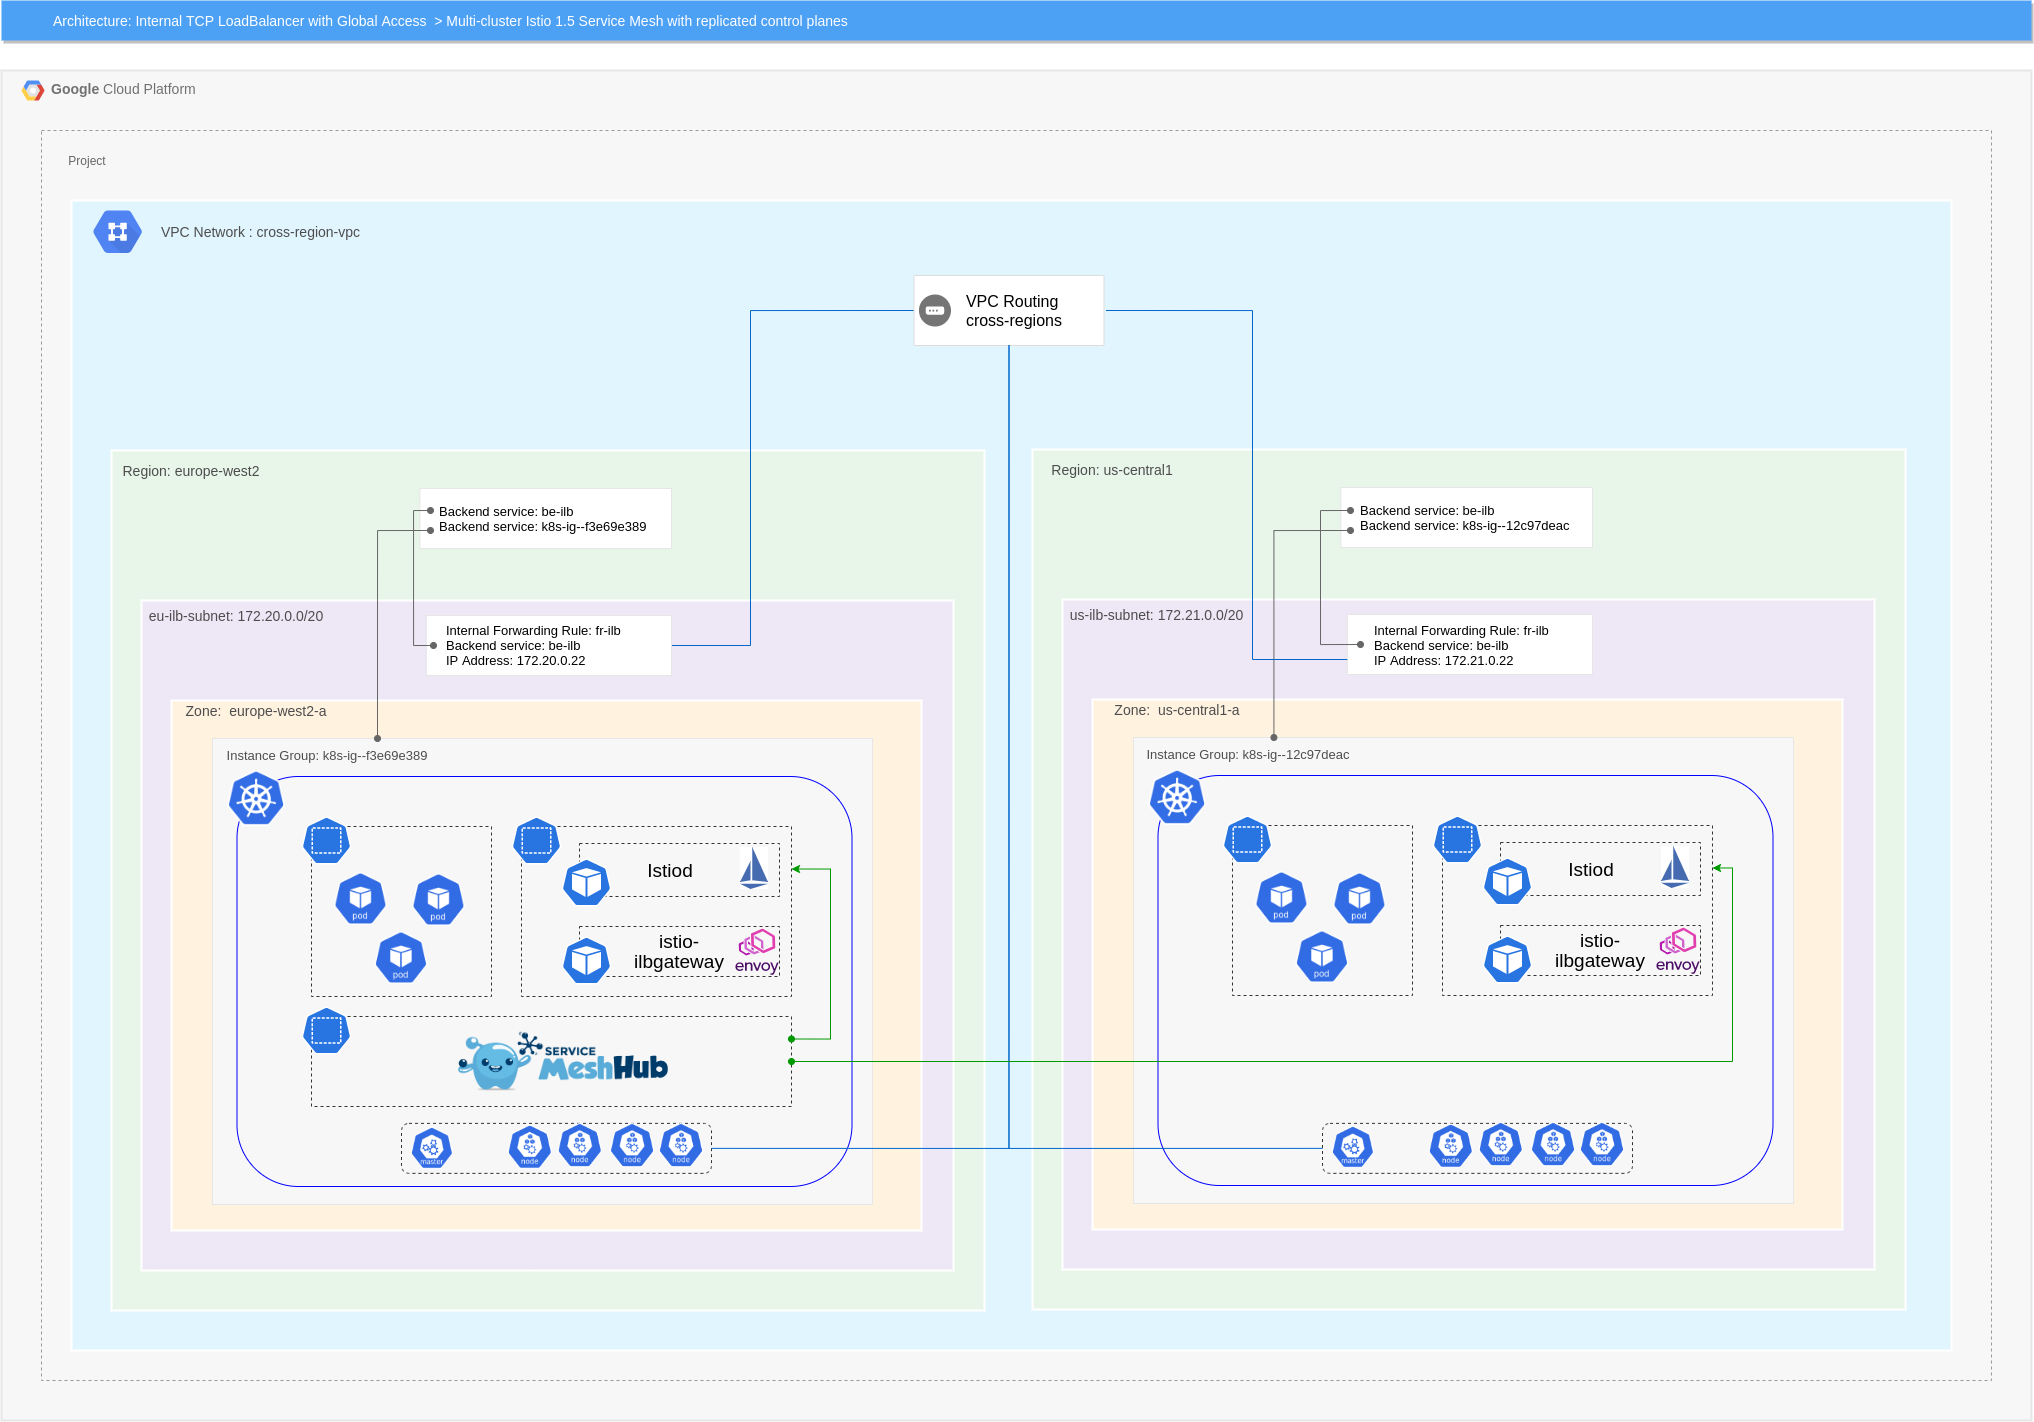 Architecture: Internal TCP LoadBalancer with Global Access  > Multi-cluster Istio 1.5 Service Mesh with replicated control planes
Google Cloud Platform
Project
VPC Network : cross-region-vpc
VPC Routing
cross-regions
Region: europe-west2
Backend service: be-ilb
Backend service: k8s-ig--f3e69e389
eu-ilb-subnet: 172.20.0.0/20
Internal Forwarding Rule: fr-ilb
Backend service: be-ilb
IP Address: 172.20.0.22
Zone:  europe-west2-a
Instance Group: k8s-ig--f3e69e389
pod
pod
pod
Istiod
istio-
ilbgateway
envoy
SERVICE
MeshHub
master
node
node
node
node
Region: us-central1
Backend service: be-ilb
Backend service: k8s-ig--12c97deac
us-ilb-subnet: 172.21.0.0/20
Internal Forwarding Rule: fr-ilb
Backend service: be-ilb
IP Address: 172.21.0.22
Zone:  us-central1-a
Instance Group: k8s-ig--12c97deac
pod
pod
pod
Istiod
istio-
ilbgateway
envoy
master
node
node
node
node